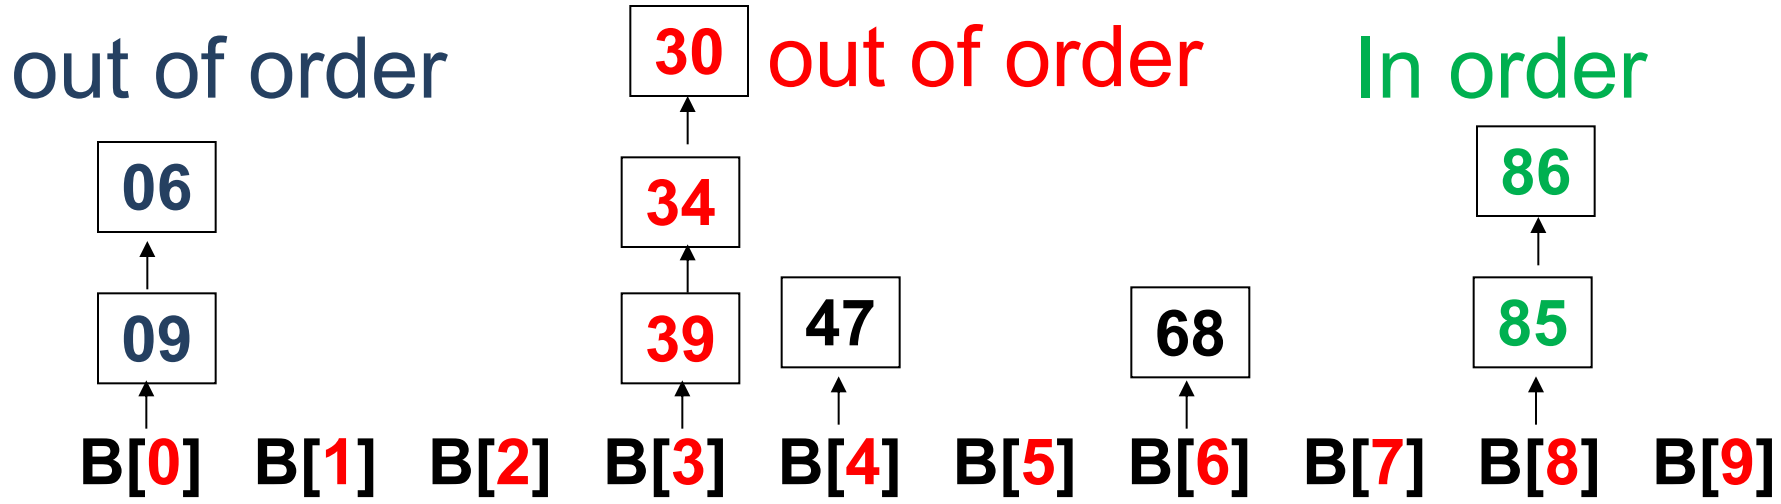 30
out of order
out of order
In order
06
34
86
09
39
47
68
85
B[0] B[1] B[2] B[3] B[4] B[5] B[6] B[7] B[8] B[9]